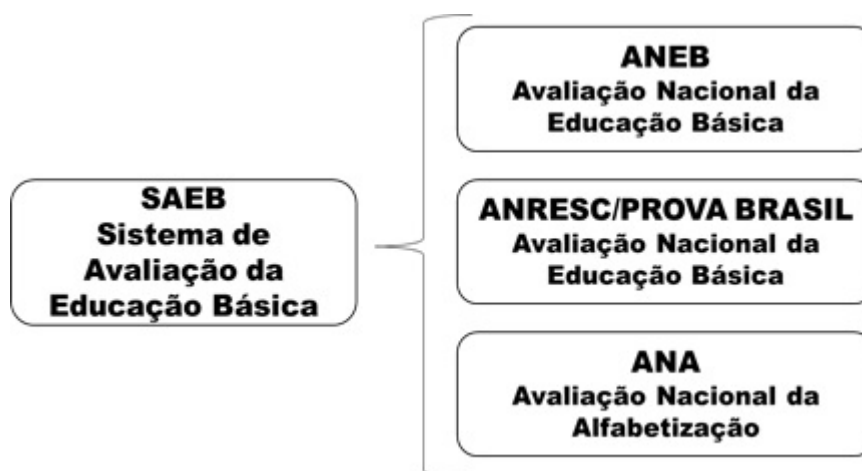 SAEB
Sistema de
Avaliação da
Educação Básica
ANEB
Avaliação Nacional da
Educação Básica
ANRESC/PROVA BRASIL
Avaliação Nacional da
Educação Básica
ANA
Avaliação Nacional da
Alfabetização